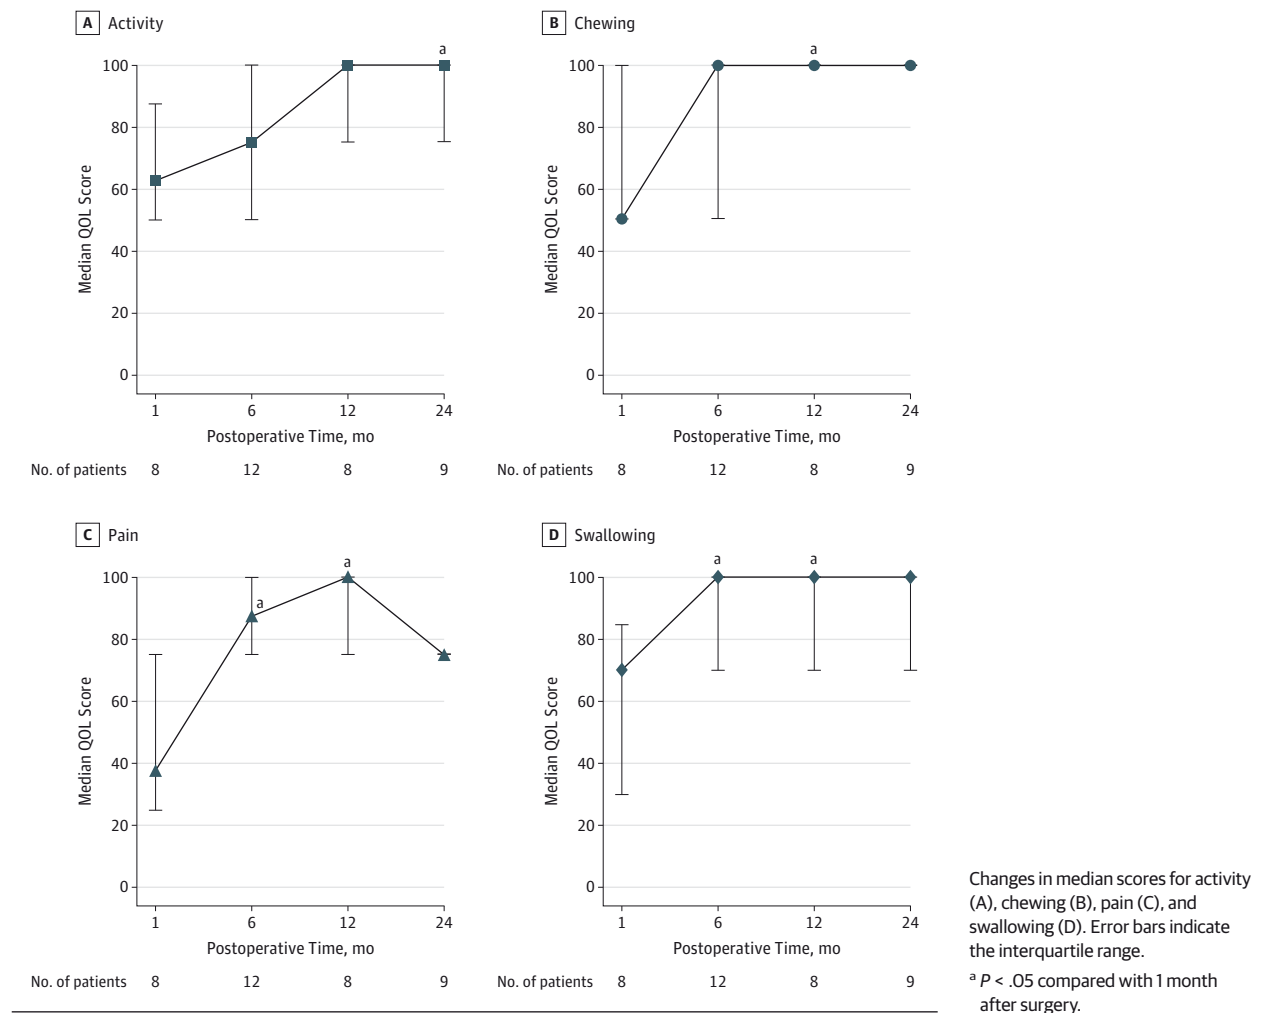 A Activity
a
100
80
60
40
20
0
Median QOL Score
1 6 12 24
Postoperative Time, mo
No. of patients 8 12 8 9
B Chewing
a
100
80
60
40
20
0
Median QOL Score
1 6 12 24
Postoperative Time, mo
No. of patients 8 12 8 9
C Pain
a
a
100
80
60
40
20
0
Median QOL Score
1 6 12 24
Postoperative Time, mo
No. of patients 8 12 8 9
D Swallowing
a a
100
80
60
40
20
0
Median QOL Score
1 6 12 24
Postoperative Time, mo
No. of patients 8 12 8 9
Changes in median scores for activity
(A), chewing (B), pain (C), and
swallowing (D). Error bars indicate
the interquartile range.
a P < .05 compared with 1 month
after surgery.